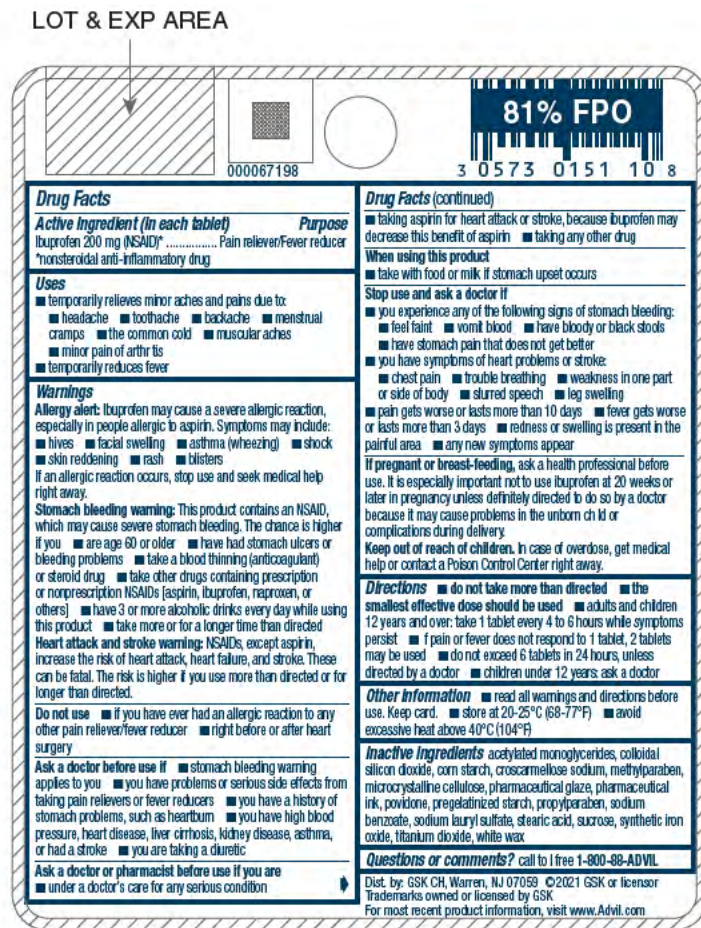 LOT & EXP AREA
81% FPO
000067198
3 0573 0151 10 8
Drug Facts
Active Ingredient (in each tablet) Purpose
Ibuprofen 200 mg (NSAID)* ................ Pain reliever/Fever reducer
*nonsteroidal anti-inflammatory drug
Uses
■ temporarily relieves minor aches and pains due to:
■ headache ■ toothache ■ backache ■ menstrual
cramps ■ the common cold ■ muscular aches
■ minor pain of arthr tis
■ temporarily reduces fever
Warnings
Allergy alert: Ibuprofen may cause a severe allergic reaction,
especially in people allergic to aspirin. Symptoms may include:
■ hives ■ facial swelling ■ asthma (wheezing) ■ shock
■ skin reddening ■ rash ■ blisters
If an allergic reaction occurs, stop use and seek medical help
right away.
Stomach bleeding warning: This product contains an NSAID,
which may cause severe stomach bleeding. The chance is higher
if you ■ are age 60 or older ■ have had stomach ulcers or
bleeding problems ■ take a blood thinning (anticoagulant)
or steroid drug ■ take other drugs containing prescription
or nonprescription NSAIDs [aspirin, ibuprofen, naproxen, or
others] ■ have 3 or more alcoholic drinks every day while using
this product ■ take more or for a longer time than directed
Heart attack and stroke warning: NSAIDs, except aspirin,
increase the risk of heart attack, heart failure, and stroke. These
can be fatal. The risk is higher if you use more than directed or for
longer than directed.
Do not use ■ if you have ever had an allergic reaction to any
other pain reliever/fever reducer ■ right before or after heart
surgery
Ask a doctor before use if ■ stomach bleeding warning
applies to you ■ you have problems or serious side effects from
taking pain relievers or fever reducers ■ you have a history of
stomach problems, such as heartburn ■ you have high blood
pressure, heart disease, liver cirrhosis, kidney disease, asthma,
or had a stroke ■ you are taking a diuretic
Ask a doctor or pharmacist before use if you are
■ under a doctor's care for any serious condition
Drug Facts (continued)
■ taking aspirin for heart attack or stroke, because ibuprofen may
decrease this benefit of aspirin ■ taking any other drug
When using this product
■ take with food or milk if stomach upset occurs
Stop use and ask a doctor if
■ you experience any of the following signs of stomach bleeding:
■ feel faint ■ vomit blood ■ have bloody or black stools
■ have stomach pain that does not get better
■ you have symptoms of heart problems or stroke:
■ chest pain ■ trouble breathing ■ weakness in one part
or side of body ■ slurred speech ■ leg swelling
■ pain gets worse or lasts more than 10 days ■ fever gets worse
or lasts more than 3 days ■ redness or swelling is present in the
painful area ■ any new symptoms appear
If pregnant or breast-feeding, ask a health professional before
use. It is especially important not to use ibuprofen at 20 weeks or
later in pregnancy unless definitely directed to do so by a doctor
because it may cause problems in the unborn ch ld or
complications during delivery.
Keep out of reach of children. In case of overdose, get medical
help or contact a Poison Control Center right away.
Directions ■ do not take more than directed ■ the
smallest effective dose should be used ■ adults and children
12 years and over: take 1 tablet every 4 to 6 hours while symptoms
persist ■ f pain or fever does not respond to 1 tablet, 2 tablets
may be used ■ do not exceed 6 tablets in 24 hours, unless
directed by a doctor ■ children under 12 years: ask a doctor
Other information ■ read all warnings and directions before
use. Keep card. ■ store at 20-25°C (68-77°F) ■ avoid
excessive heat above 40°C (104°F)
Inactive ingredients acetylated monoglycerides, colloidal
silicon dioxide, corn starch, croscarmellose sodium, methylparaben,
microcrystalline cellulose, pharmaceutical glaze, pharmaceutical
ink, povidone, pregelatinized starch, propylparaben, sodium
benzoate, sodium lauryl sulfate, stearic acid, sucrose, synthetic iron
oxide, titanium dioxide, white wax
Questions or comments? call to l free 1-800-88-ADVIL
Dist. by: GSK CH, Warren, NJ 07059 ©2021 GSK or licensor
Trademarks owned or licensed by GSK
For most recent product information, visit www.Advil.com